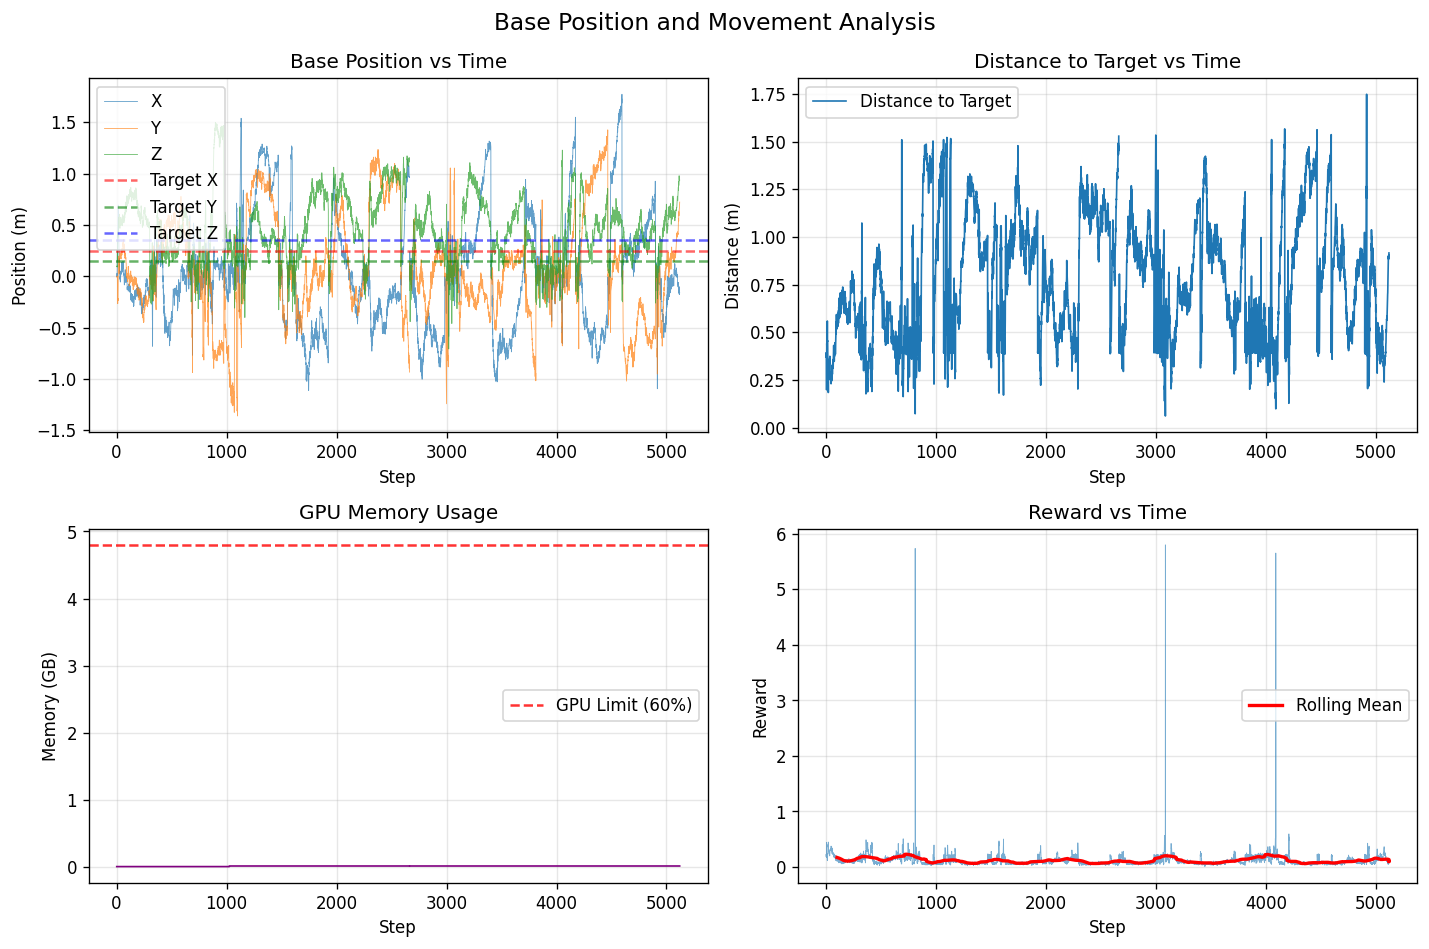 Base Position and Movement Analysis
Base Position vs Time
X
Y
Z
Target X
Target Y
Target Z
Position (m)
1.5
1.0
0.5
0.0
−0.5
−1.0
−1.5
0 1000 2000 3000 4000 5000
Step
Distance to Target vs Time
Distance to Target
Distance (m)
1.75
1.50
1.25
1.00
0.75
0.50
0.25
0.00
0 1000 2000 3000 4000 5000
Step
GPU Memory Usage
GPU Limit (60%)
Memory (GB)
5
4
3
2
1
0
0 1000 2000 3000 4000 5000
Step
Reward vs Time
Rolling Mean
Reward
6
5
4
3
2
1
0
0 1000 2000 3000 4000 5000
Step